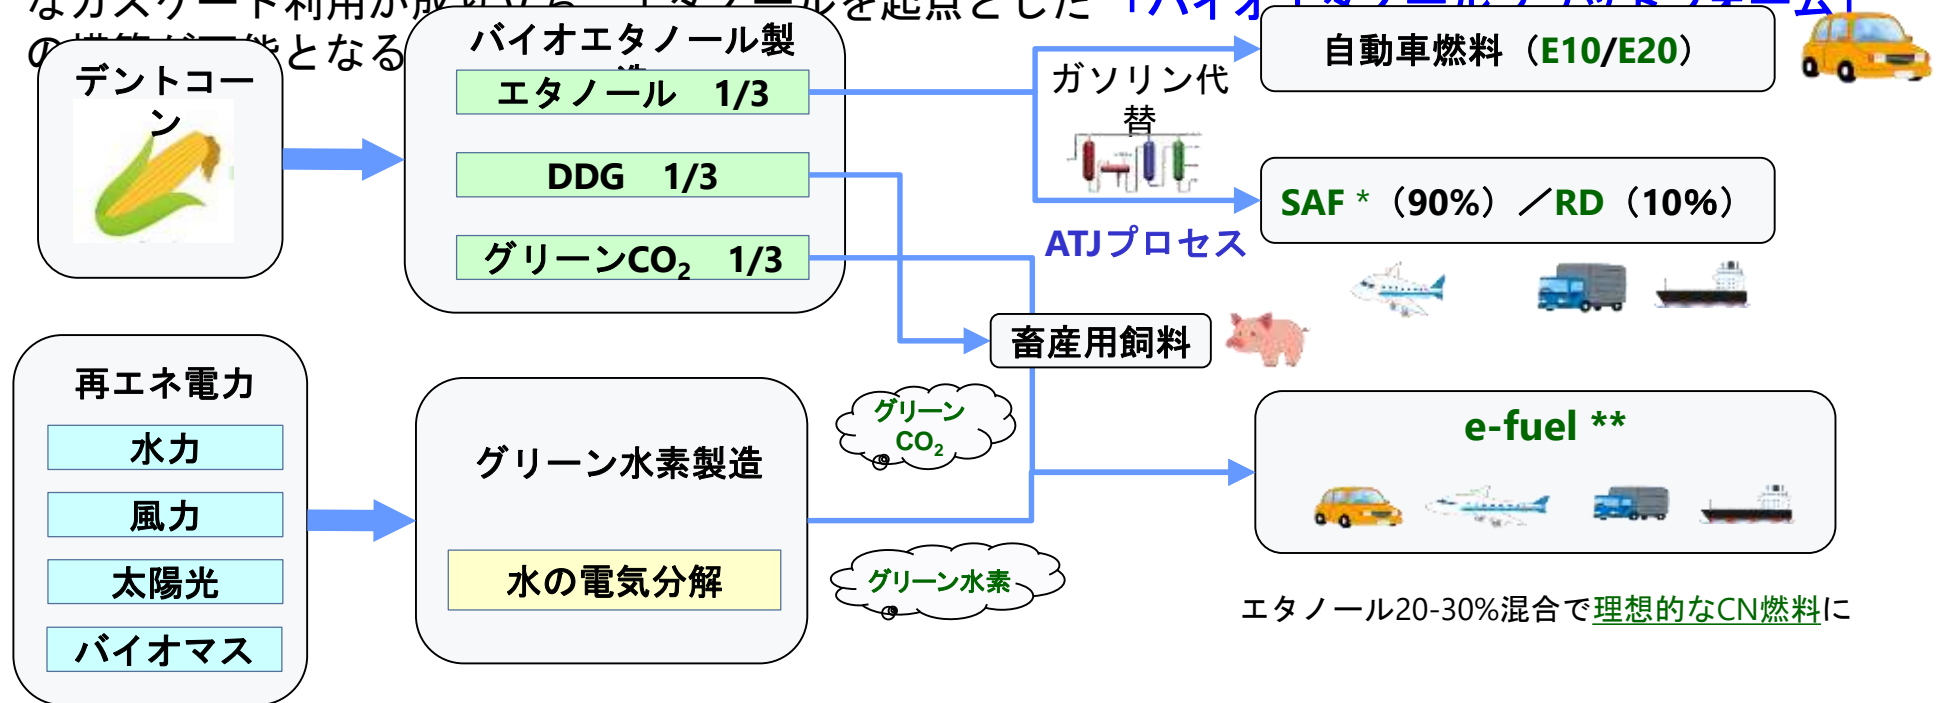 となる
デントコー
ン
バイオエタノール製
エタノール 1/3
DDG 1/3
グリーンCO₂ 1/3
ガソリン代
替
ATJプロセス
自動車燃料（E10/E20）
SAF *（90%）／RD（10%）
畜産用飼料
再エネ電力
水力
風力
太陽光
バイオマス
グリーン水素製造
水の電気分解
グリーン
CO₂
グリーン水素
e-fuel **
エタノール20-30%混合で理想的なCN燃料に